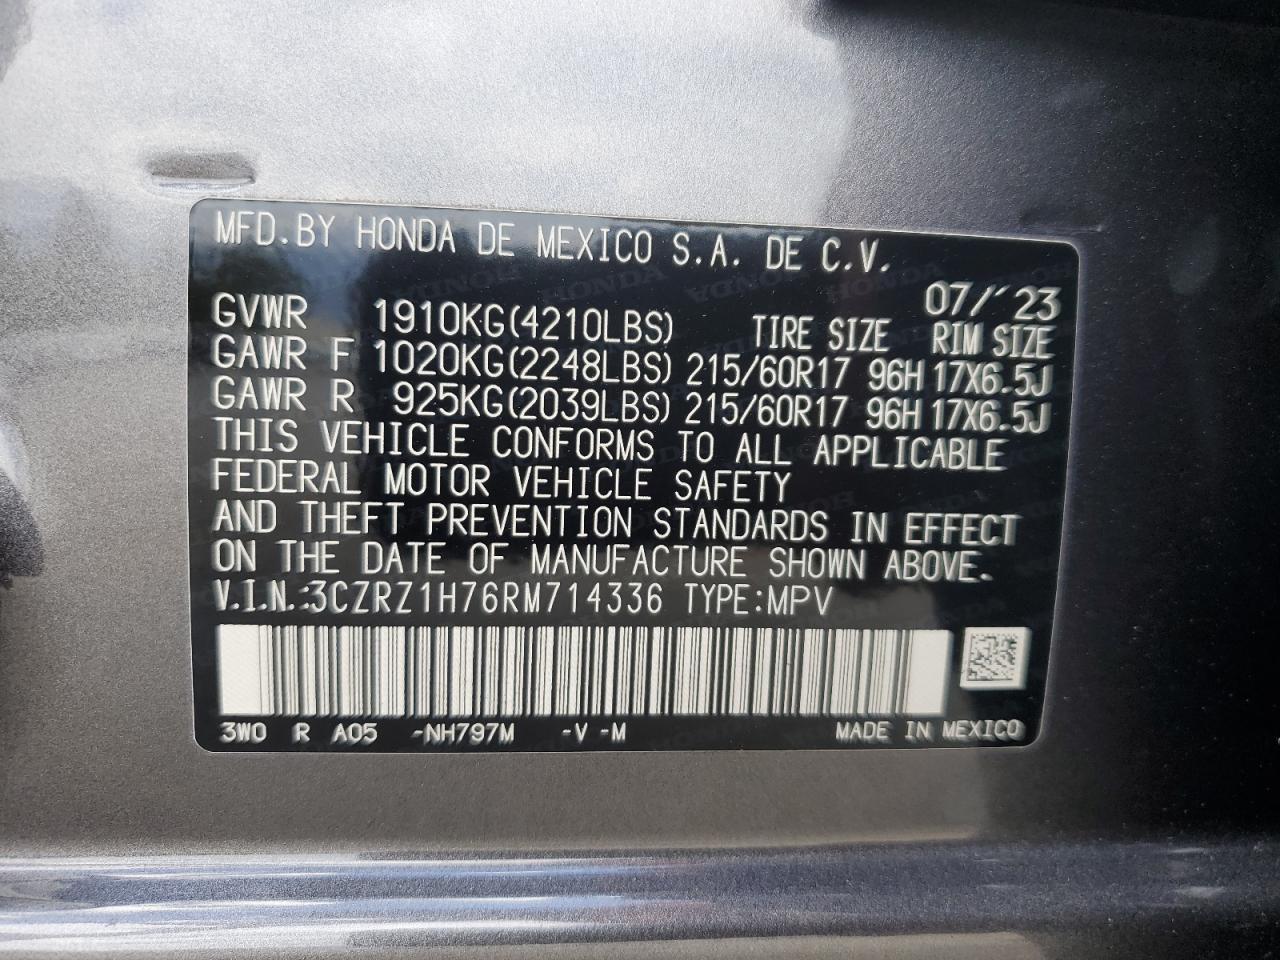 MFD.BY HONDA DE MEXICO S.A. DE C.V.
07/´23
GVWR 1910KG(4210LBS) TIRE SIZE RIM SIZE
GAWR F 1020KG(2248LBS) 215/60R17 96H 17X6.5J
GAWR R 925KG(2039LBS) 215/60R17 96H 17X6.5J
THIS VEHICLE CONFORMS TO ALL APPLICABLE
FEDERAL MOTOR VEHICLE SAFETY
AND THEFT PREVENTION STANDARDS IN EFFECT
ON THE DATE OF MANUFACTURE SHOWN ABOVE.
V.I.N.:3CZRZ1H76RM714336 TYPE:MPV
3W0 R A05 -NH797M -V -M MADE IN MEXICO